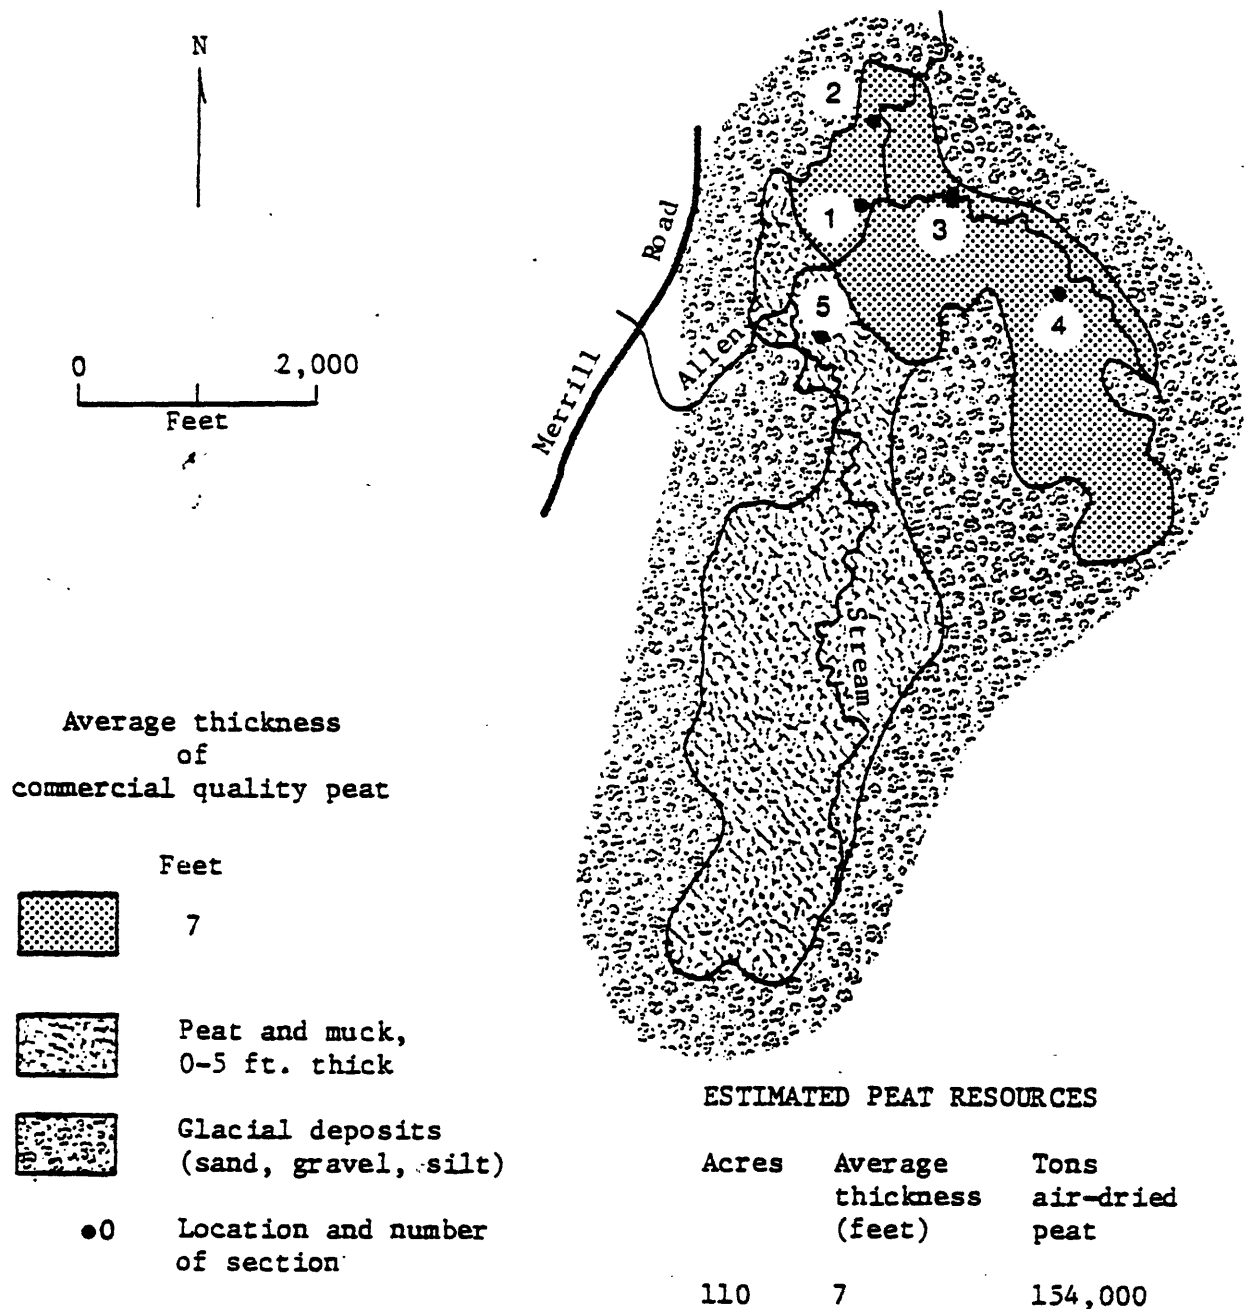 N
2
1
3
5
4
Merrill Road
Allen Stream
0 2,000
Feet
Average thickness
of
commercial quality peat
Feet
7
Peat and muck,
0-5 ft. thick
Glacial deposits
(sand, gravel, silt)
●0 Location and number
of section
ESTIMATED PEAT RESOURCES
Acres Average Tons
thickness air-dried
(feet) peat
110 7 154,000